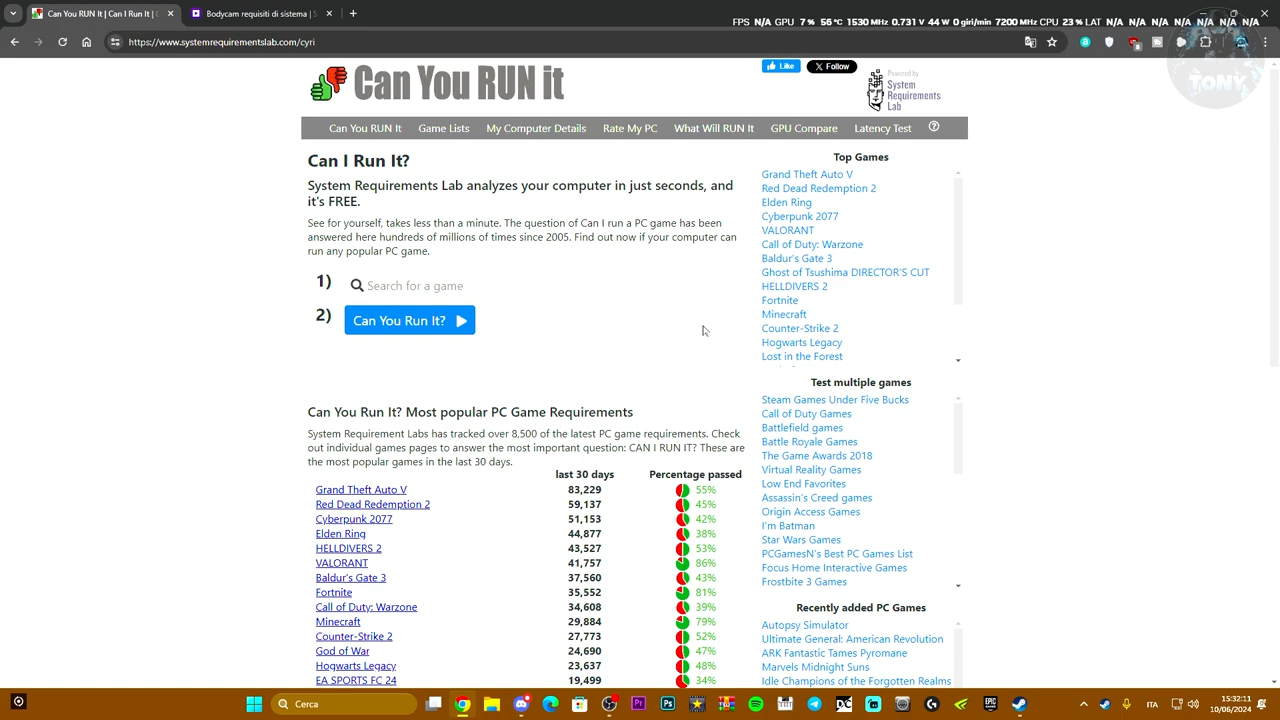 Can You RUN It | Can I Run It
Bodycam requisiti di sistema | S
FPS N/A GPU 7 % 56 °C 1530 MHz 0.731 V 44 W 0 giri/min 7200 MHz CPU 23 % LAT N/A N/A N/A N/A N/A N/A
https://www.systemrequirementslab.com/cyri
TONY
Can You RUN it
Like
Follow
Powered by
System
Requirements
Lab
Can You RUN It
Game Lists
My Computer Details
Rate My PC
What Will RUN It
GPU Compare
Latency Test
Can I Run It?
System Requirements Lab analyzes your computer in just seconds, and
it's FREE.
See for yourself, takes less than a minute. The question of Can I run a PC game has been
answered here hundreds of millions of times since 2005. Find out now if your computer can
run any popular PC game.
1) Search for a game
2) Can You Run It?
Top Games
Grand Theft Auto V
Red Dead Redemption 2
Elden Ring
Cyberpunk 2077
VALORANT
Call of Duty: Warzone
Baldur's Gate 3
Ghost of Tsushima DIRECTOR'S CUT
HELLDIVERS 2
Fortnite
Minecraft
Counter-Strike 2
Hogwarts Legacy
Lost in the Forest
Test multiple games
Steam Games Under Five Bucks
Call of Duty Games
Battlefield games
Battle Royale Games
The Game Awards 2018
Virtual Reality Games
Low End Favorites
Assassin's Creed games
Origin Access Games
I'm Batman
Star Wars Games
PCGamesN's Best PC Games List
Focus Home Interactive Games
Frostbite 3 Games
Recently added PC Games
Autopsy Simulator
Ultimate General: American Revolution
ARK Fantastic Tames Pyromane
Marvels Midnight Suns
Idle Champions of the Forgotten Realms
Can You Run It? Most popular PC Game Requirements
System Requirement Labs has tracked over 8,500 of the latest PC game requirements. Check
out individual games pages to answer the most important question: CAN I RUN IT? These are
the most popular games in the last 30 days.
last 30 days Percentage passed
Grand Theft Auto V 83,229 55%
Red Dead Redemption 2 59,137 45%
Cyberpunk 2077 51,153 42%
Elden Ring 44,877 38%
HELLDIVERS 2 43,527 53%
VALORANT 41,757 86%
Baldur's Gate 3 37,560 43%
Fortnite 35,552 81%
Call of Duty: Warzone 34,608 39%
Minecraft 29,884 79%
Counter-Strike 2 27,773 52%
God of War 24,690 47%
Hogwarts Legacy 23,637 48%
EA SPORTS FC 24 19,499 34%
Cerca
ITA
15:32:11
10/06/2024